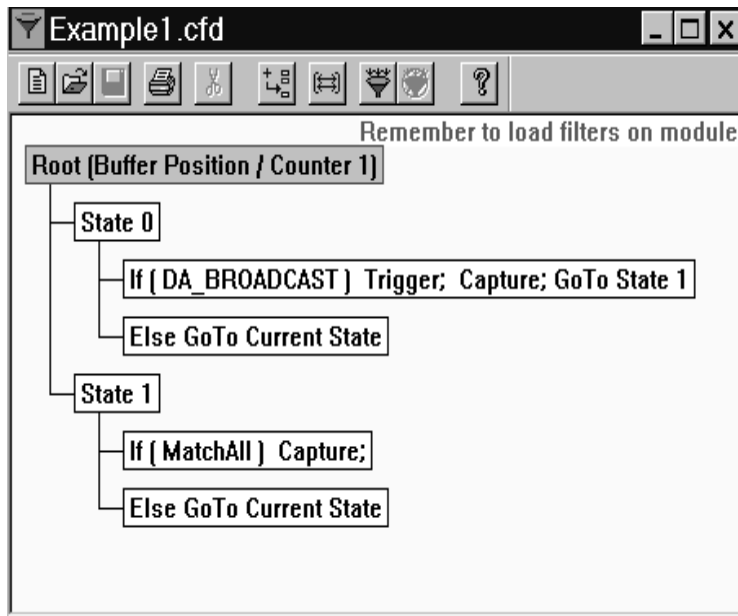 Example1.cfd
Remember to load filters on module
Root (Buffer Position / Counter 1)
State 0
If ( DA_BROADCAST ) Trigger; Capture; GoTo State 1
Else GoTo Current State
State 1
If ( MatchAll ) Capture;
Else GoTo Current State